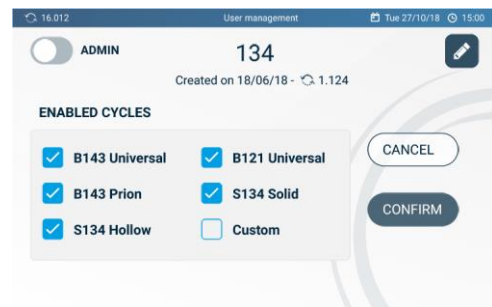 16.012 User management Tue 27/10/18 15:00
ADMIN 134
Created on 18/06/18 - 1.124
ENABLED CYCLES
B143 Universal B121 Universal
CANCEL
B143 Prion S134 Solid
CONFIRM
S134 Hollow Custom